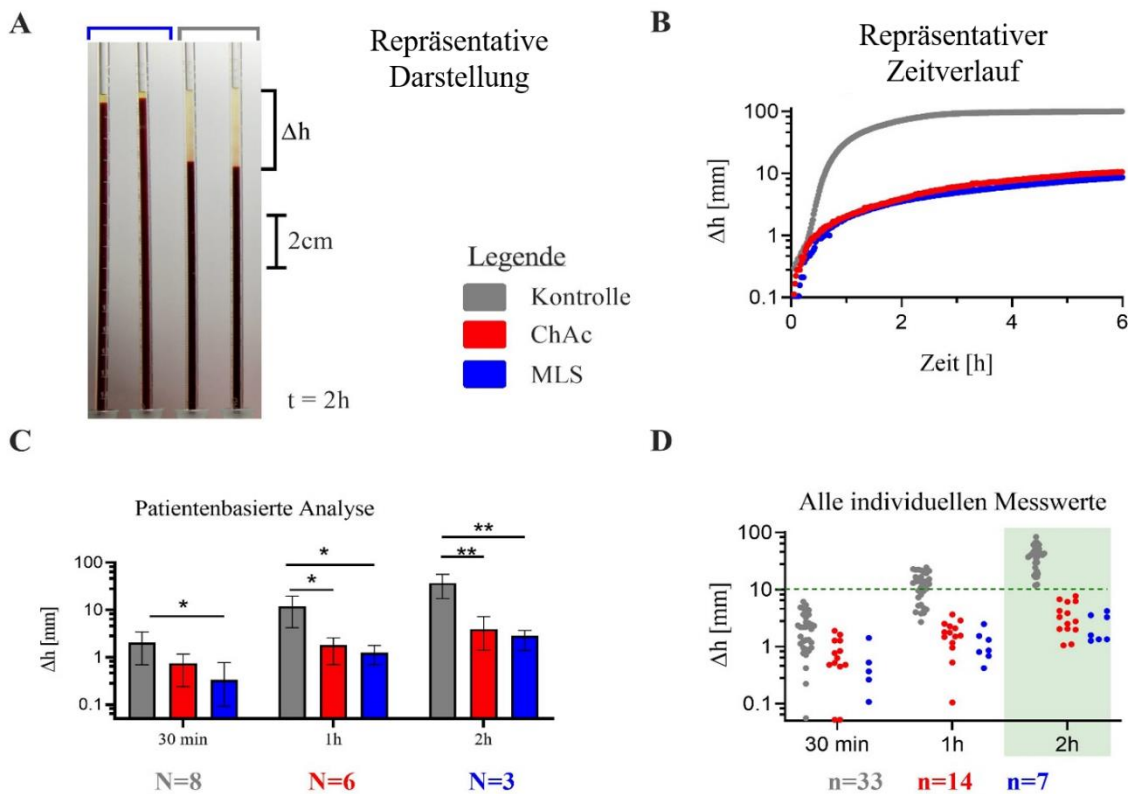 A
Repräsentative
Darstellung
Δh
2cm
t = 2h
Legende
Kontrolle
ChAc
MLS
B
Repräsentativer
Zeitverlauf
Δh [mm]
100
10
1
0.1
0
2
4
6
Zeit [h]
C
Patientenbasierte Analyse
Δh [mm]
100
10
1
0.1
*
*
*
**
**
30 min
1h
2h
N=8
N=6
N=3
D
Alle individuellen Messwerte
Δh [mm]
100
10
1
0.1
30 min
1h
2h
n=33
n=14
n=7